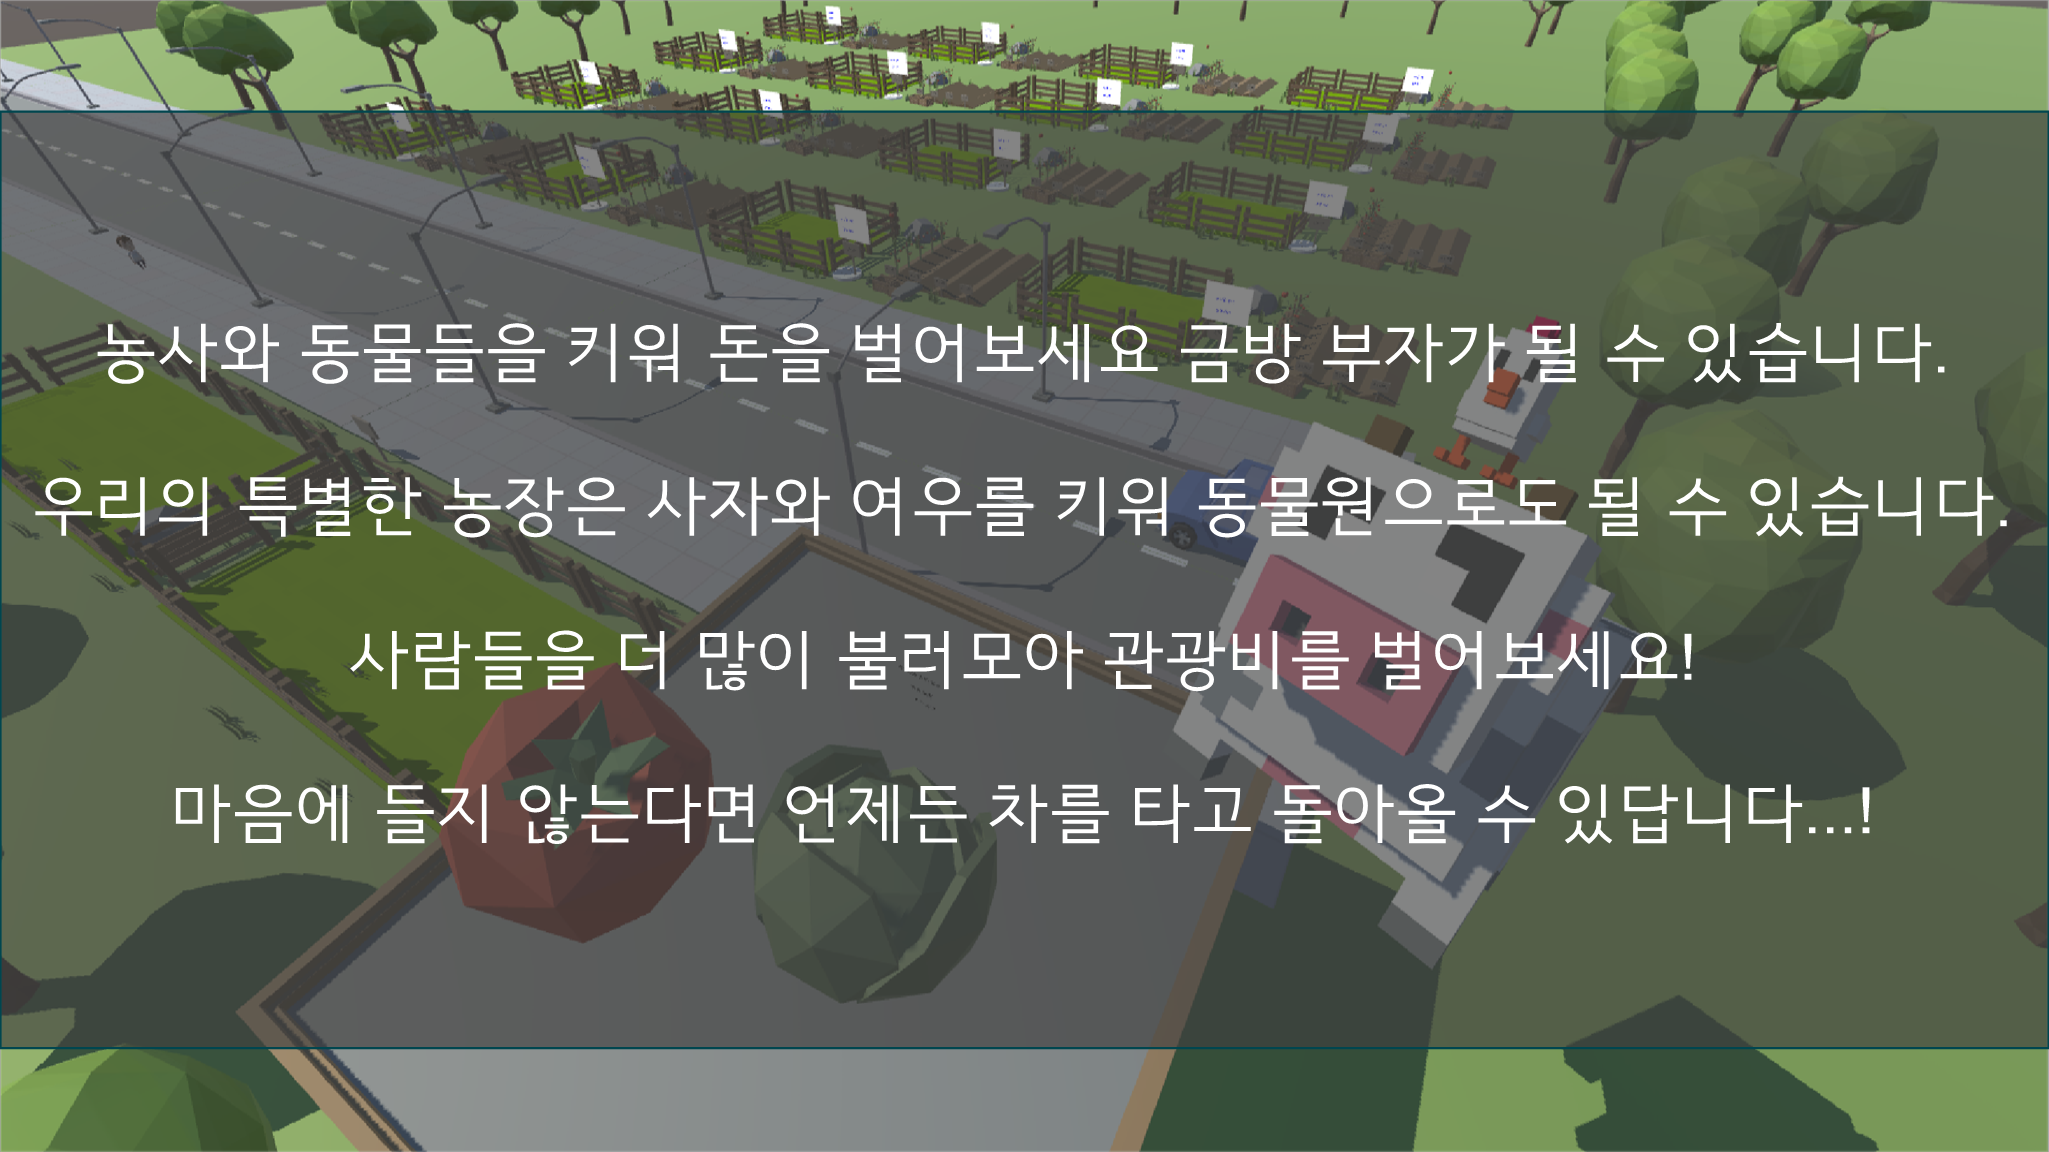 농사와 동물들을 키워 돈을 벌어보세요 금방 부자가 될 수 있습니다.
우리의 특별한 농장은 사자와 여우를 키워 동물원으로도 될 수 있습니다.
사람들을 더 많이 불러모아 관광비를 벌어보세요!
마음에 들지 않는다면 언제든 차를 타고 돌아올 수 있답니다...!